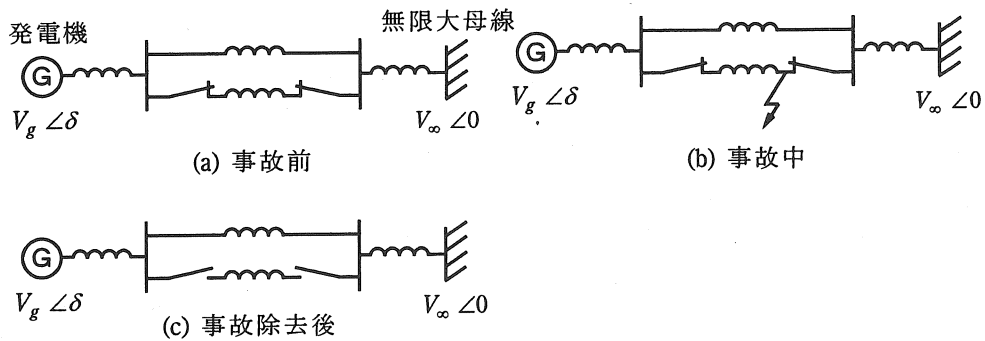 発電機
無限大母線
G
V_g ∠δ
V_∞ ∠0
(a) 事故前
G
V_g ∠δ
V_∞ ∠0
(b) 事故中
G
V_g ∠δ
V_∞ ∠0
(c) 事故除去後